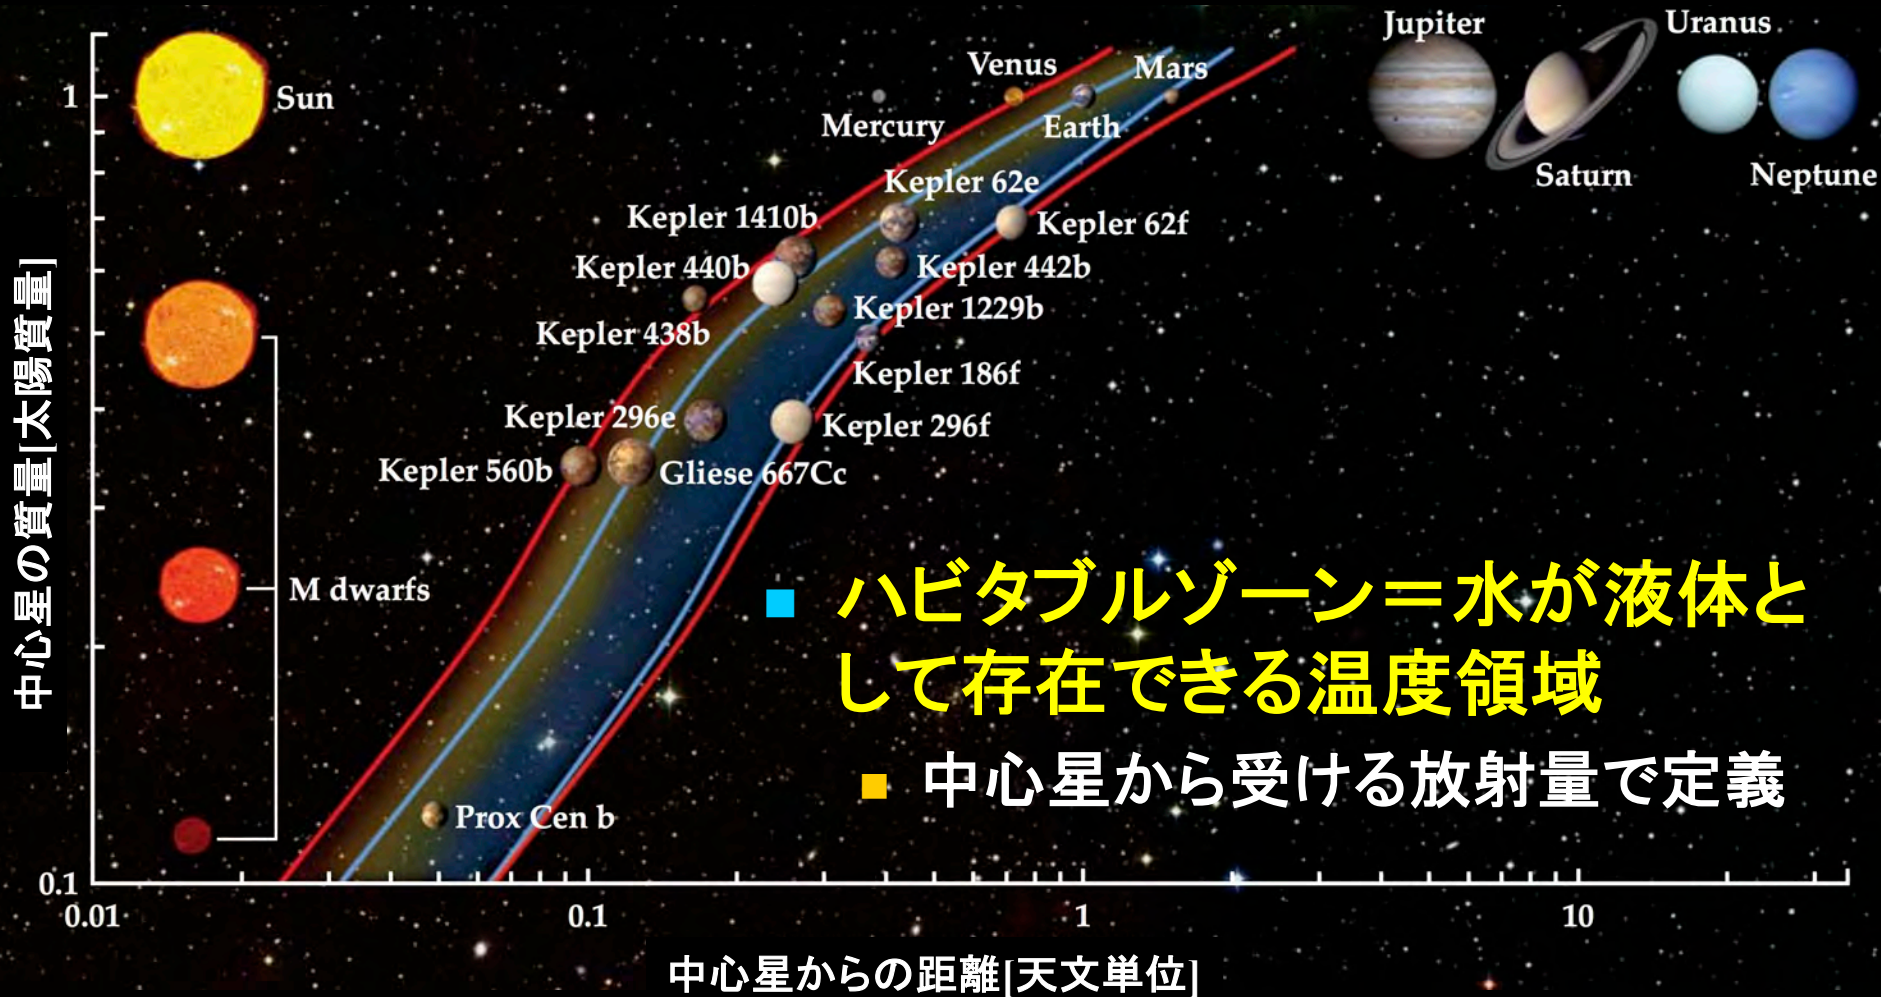 Jupiter
Uranus
Venus
Mars
1
Sun
Mercury
Earth
Saturn
Neptune
Kepler 62e
Kepler 1410b
Kepler 62f
Kepler 440b
Kepler 442b
Kepler 1229b
Kepler 438b
Kepler 186f
Kepler 296e
Kepler 296f
Kepler 560b
Gliese 667Cc
M dwarfs
ハビタブルゾーン＝水が液体と
して存在できる温度領域
中心星から受ける放射量で定義
Prox Cen b
中心星の質量[太陽質量]
0.1
0.01
0.1
1
10
中心星からの距離[天文単位]